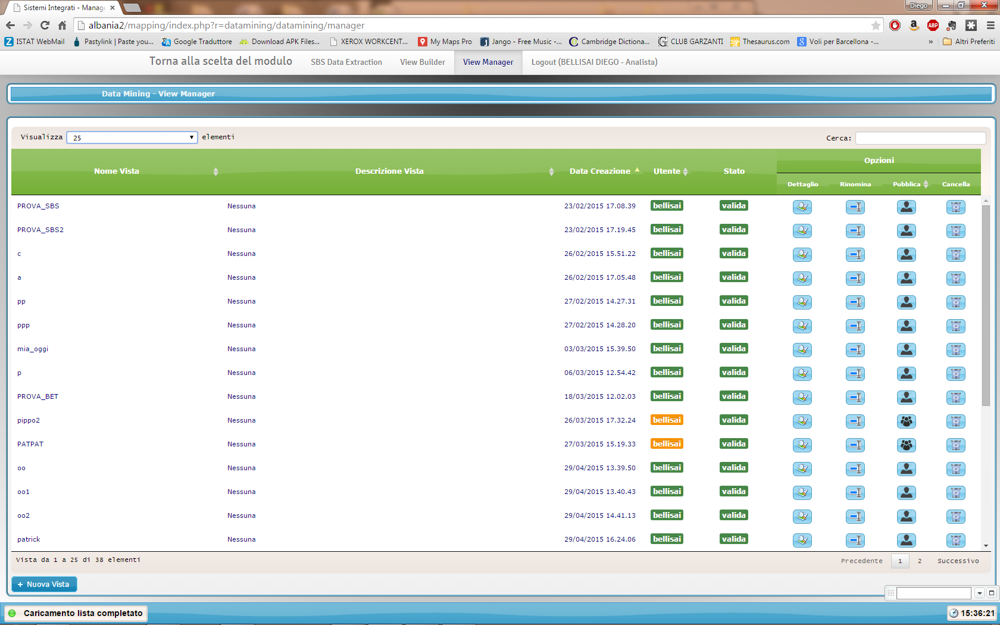 Sistemi Integrati - Manage
Diego
albania2/mapping/index.php?r=datamining/datamining/manager
ISTAT WebMail Pastylink | Paste you... Google Traduttore Download APK Files... XEROX WORKCENT... My Maps Pro Jango - Free Music -... Cambridge Dictiona... CLUB GARZANTI Thesaurus.com Voli per Barcellona -... » Altri Preferiti
Torna alla scelta del modulo SBS Data Extraction View Builder View Manager Logout (BELLISAI DIEGO - Analista)
Data Mining - View Manager
Visualizza 25 elementi Cerca:
Opzioni
Nome Vista Descrizione Vista Data Creazione Utente Stato
Dettaglio Rinomina Pubblica Cancella
PROVA_SBS Nessuna 23/02/2015 17.08.39 bellisai valida
PROVA_SBS2 Nessuna 23/02/2015 17.19.45 bellisai valida
c Nessuna 26/02/2015 15.51.22 bellisai valida
a Nessuna 26/02/2015 17.05.48 bellisai valida
pp Nessuna 27/02/2015 14.27.31 bellisai valida
ppp Nessuna 27/02/2015 14.28.20 bellisai valida
mia_oggi Nessuna 03/03/2015 15.39.50 bellisai valida
p Nessuna 06/03/2015 12.54.42 bellisai valida
PROVA_BET Nessuna 18/03/2015 12.02.03 bellisai valida
pippo2 Nessuna 26/03/2015 17.32.24 bellisai valida
PATPAT Nessuna 27/03/2015 15.19.33 bellisai valida
oo Nessuna 29/04/2015 13.39.50 bellisai valida
oo1 Nessuna 29/04/2015 13.40.43 bellisai valida
oo2 Nessuna 29/04/2015 14.41.13 bellisai valida
patrick Nessuna 29/04/2015 16.24.06 bellisai valida
Vista da 1 a 25 di 38 elementi Precedente 1 2 Successivo
+ Nuova Vista
Caricamento lista completato 15:36:21